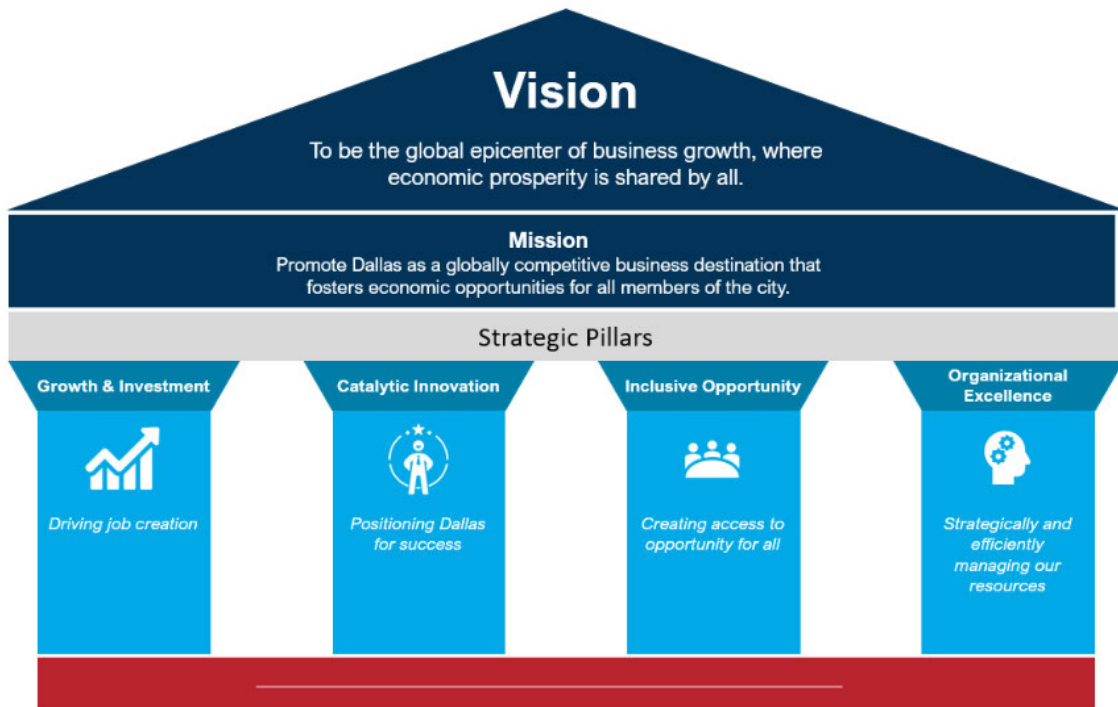 Vision
To be the global epicenter of business growth, where
economic prosperity is shared by all.
Mission
Promote Dallas as a globally competitive business destination that
fosters economic opportunities for all members of the city.
Strategic Pillars
Growth & Investment
Driving job creation
Catalytic Innovation
Positioning Dallas
for success
Inclusive Opportunity
Creating access to
opportunity for all
Organizational
Excellence
Strategically and
efficiently
managing our
resources